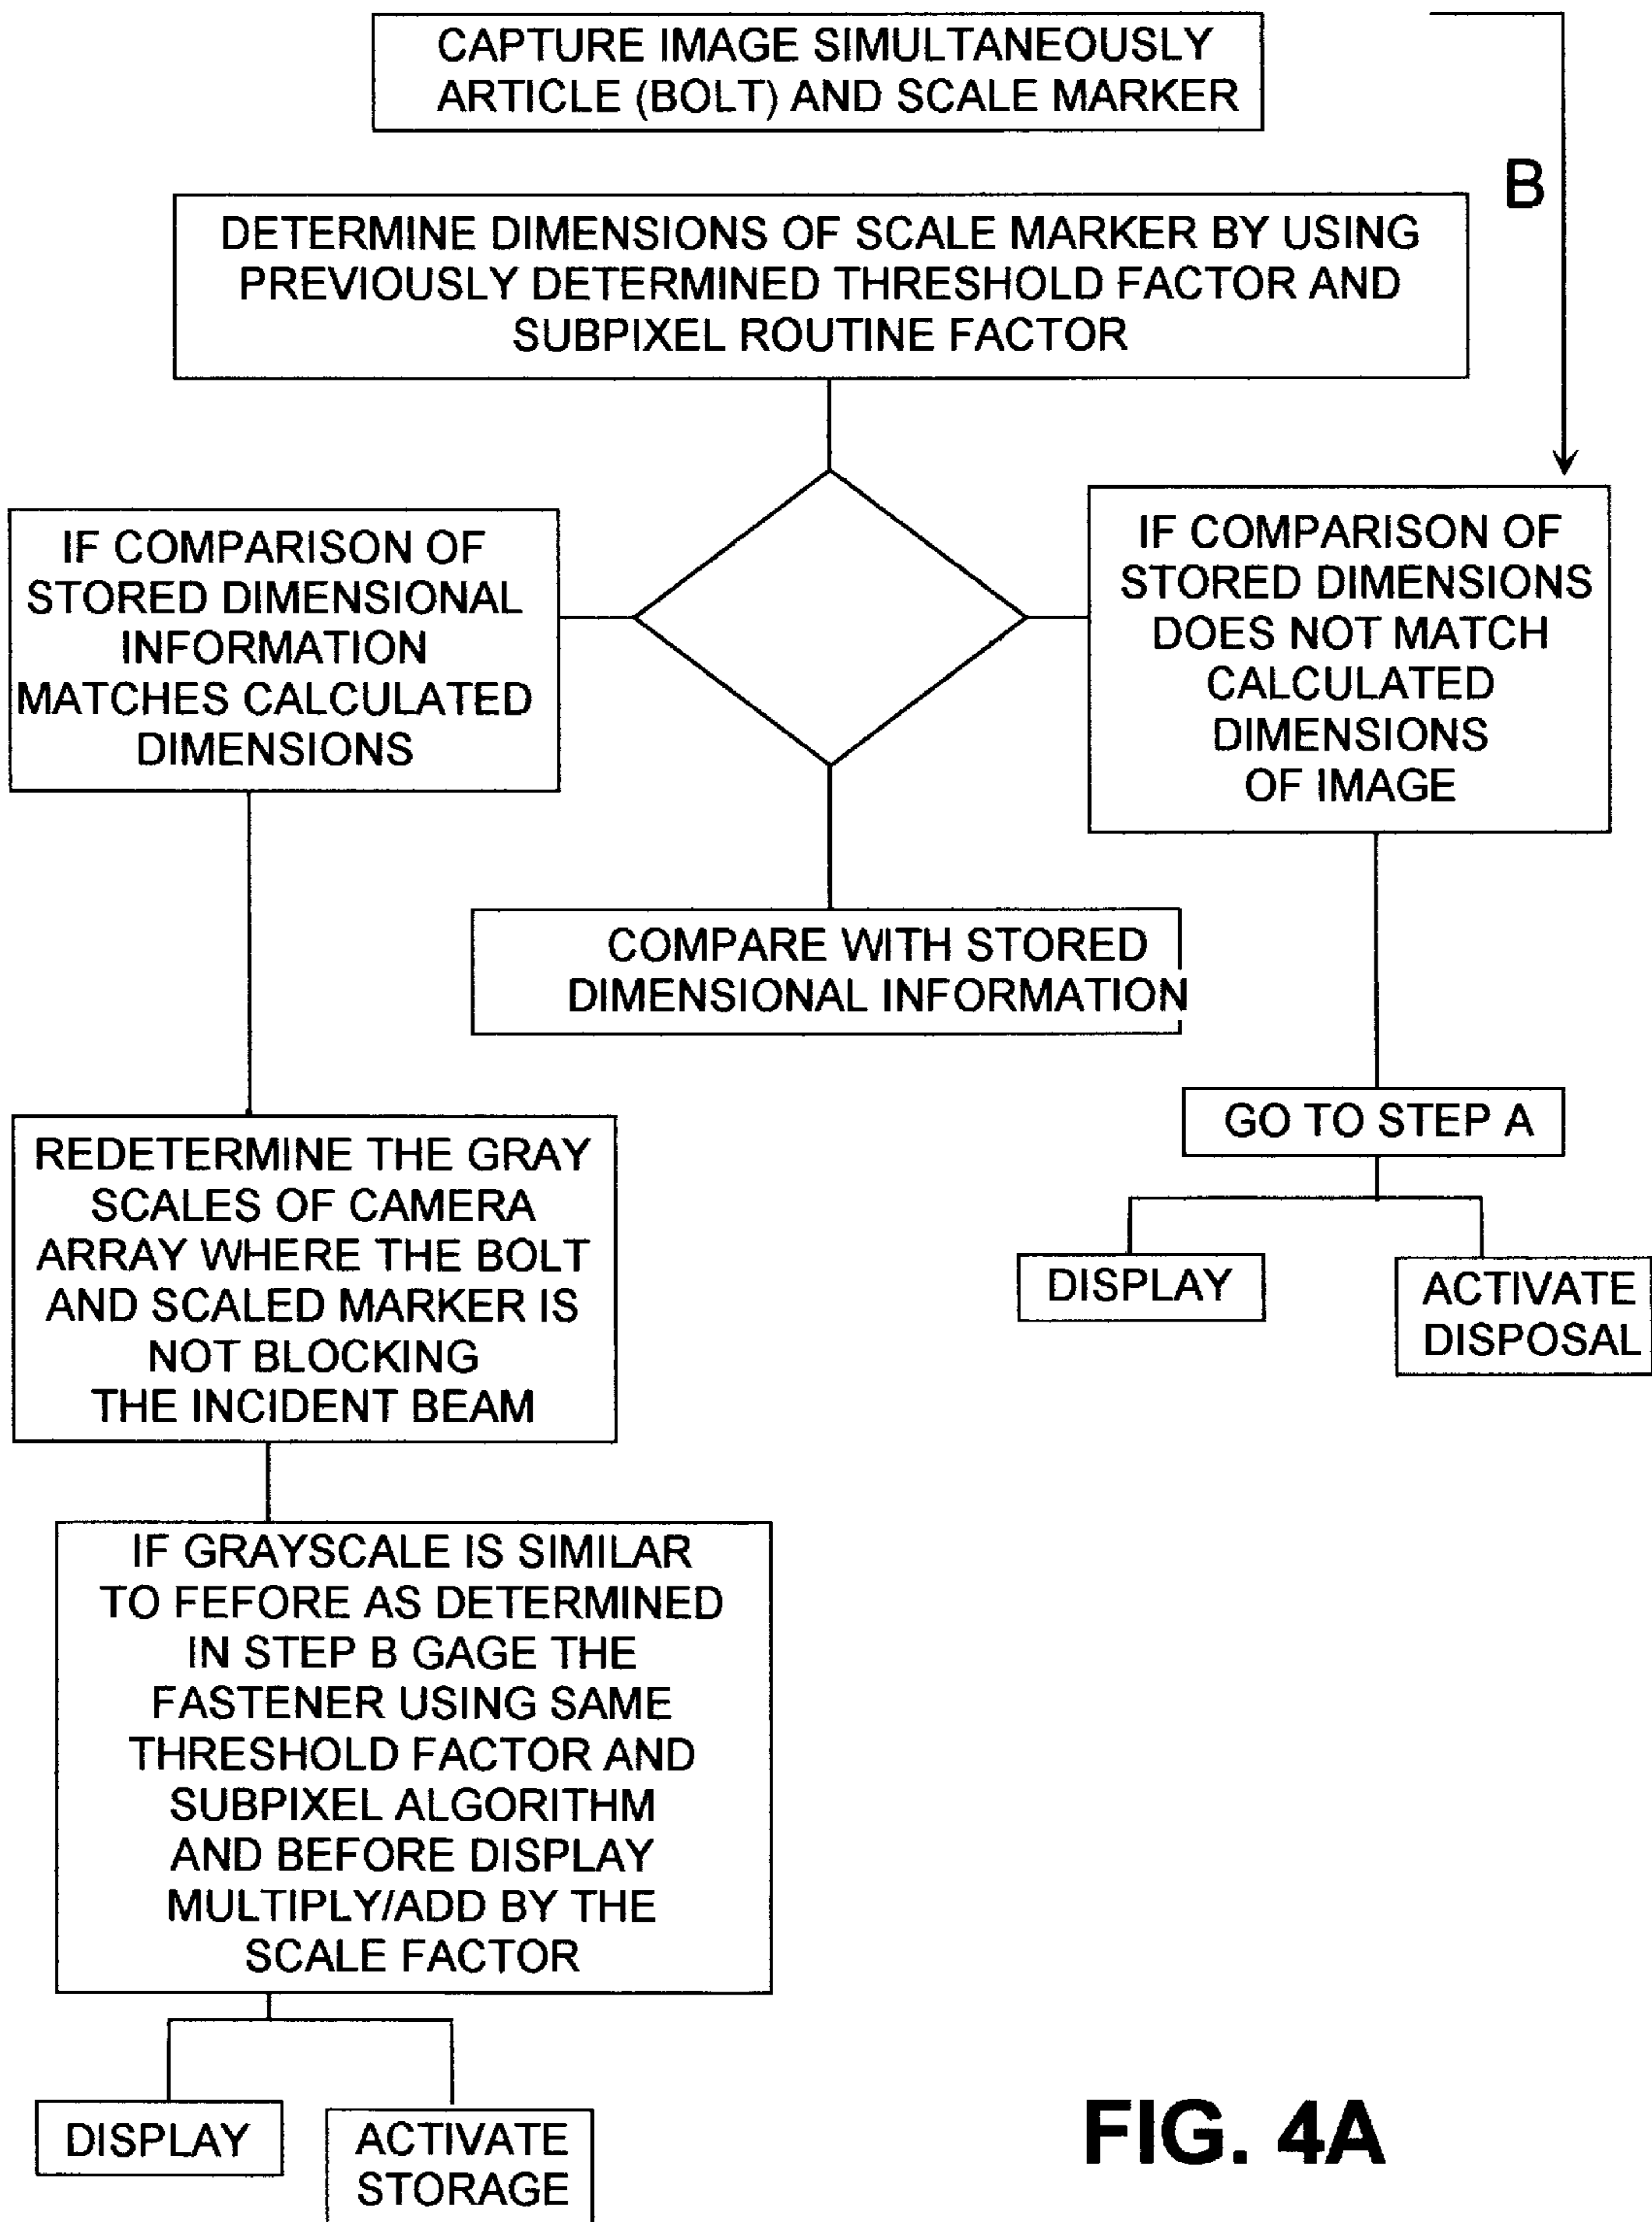 CAPTURE IMAGE SIMULTANEOUSLY
ARTICLE (BOLT) AND SCALE MARKER
B
DETERMINE DIMENSIONS OF SCALE MARKER BY USING
PREVIOUSLY DETERMINED THRESHOLD FACTOR AND
SUBPIXEL ROUTINE FACTOR
IF COMPARISON OF
STORED DIMENSIONAL
INFORMATION
MATCHES CALCULATED
DIMENSIONS
IF COMPARISON OF
STORED DIMENSIONS
DOES NOT MATCH
CALCULATED
DIMENSIONS
OF IMAGE
COMPARE WITH STORED
DIMENSIONAL INFORMATION
GO TO STEP A
DISPLAY
ACTIVATE
DISPOSAL
REDETERMINE THE GRAY
SCALES OF CAMERA
ARRAY WHERE THE BOLT
AND SCALED MARKER IS
NOT BLOCKING
THE INCIDENT BEAM
IF GRAYSCALE IS SIMILAR
TO FEFORE AS DETERMINED
IN STEP B GAGE THE
FASTENER USING SAME
THRESHOLD FACTOR AND
SUBPIXEL ALGORITHM
AND BEFORE DISPLAY
MULTIPLY/ADD BY THE
SCALE FACTOR
DISPLAY
ACTIVATE
STORAGE
FIG. 4A